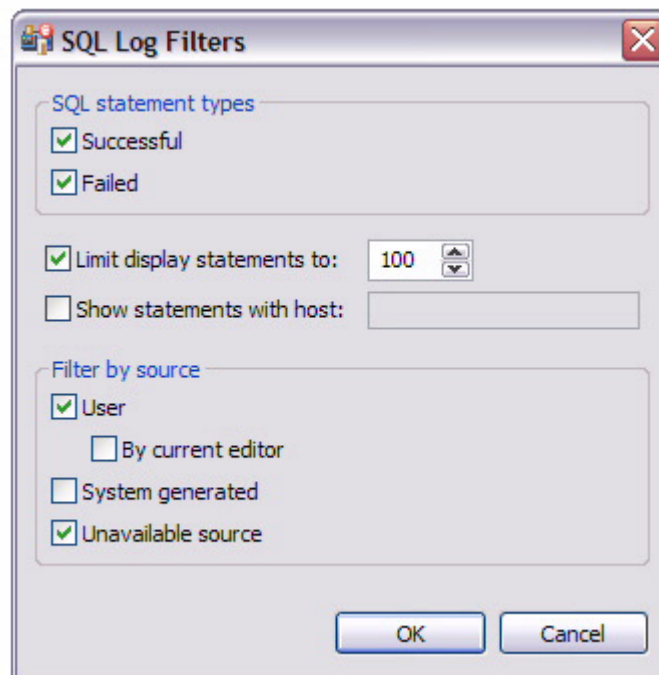 SQL Log Filters
SQL statement types
Successful
Failed
Limit display statements to: 100
Show statements with host:
Filter by source
User
By current editor
System generated
Unavailable source
OK Cancel